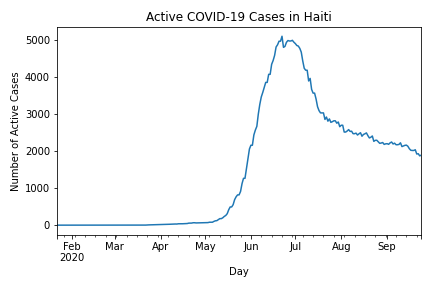 Active COVID-19 Cases in Haiti
5000
4000
3000
2000
1000
0
Number of Active Cases
Feb Mar Apr May Jun Jul Aug Sep
2020
Day